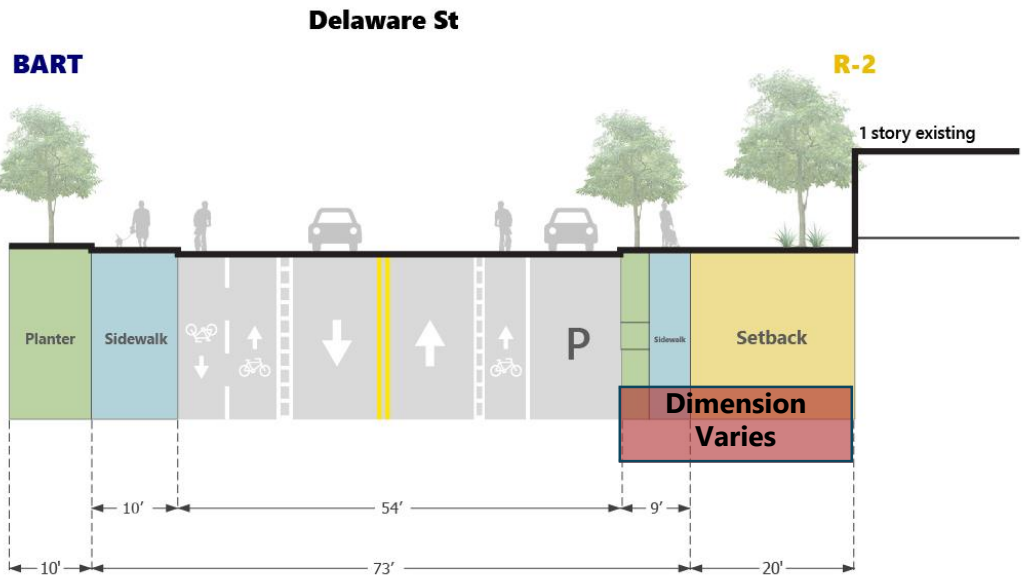 Delaware St
BART
R-2
1 story existing
Planter
Sidewalk
P
Sidewalk
Setback
Dimension
Varies
10’
54’
9’
10'
73’
20'